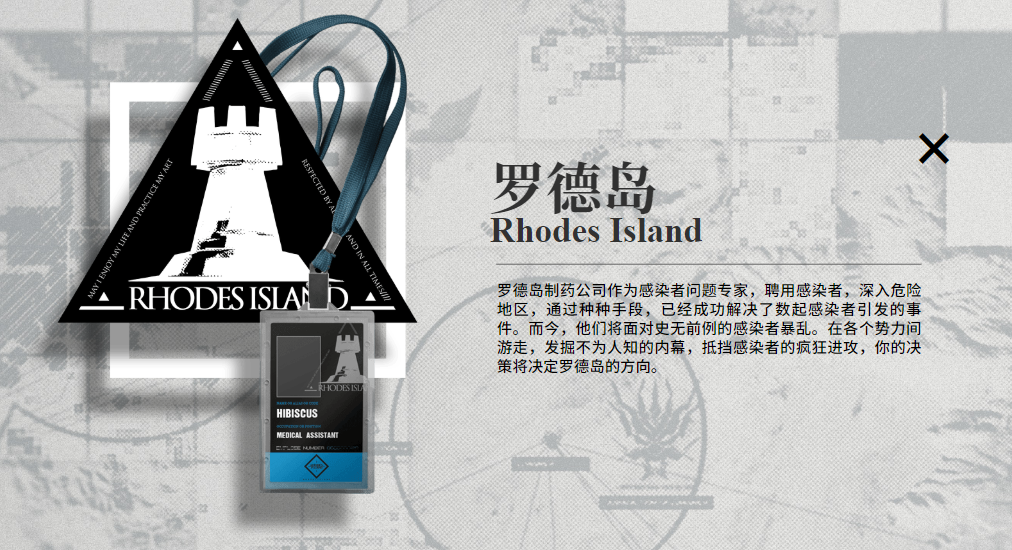 MAY I ENJOY MY LIFE AND PRACTICE MY ART
RESPECTED BY
AND IN ALL TIMES////
RHODES ISLAND
RHODES ISLA
HIBISCUS
MEDICAL ASSISTANT
NUMBER
罗德岛
Rhodes Island
罗德岛制药公司作为感染者问题专家，聘用感染者，深入危险
地区，通过种种手段，已经成功解决了数起感染者引发的事
件。而今，他们将面对史无前例的感染者暴乱。在各个势力间
游走，发掘不为人知的内幕，抵挡感染者的疯狂进攻，你的决
策将决定罗德岛的方向。